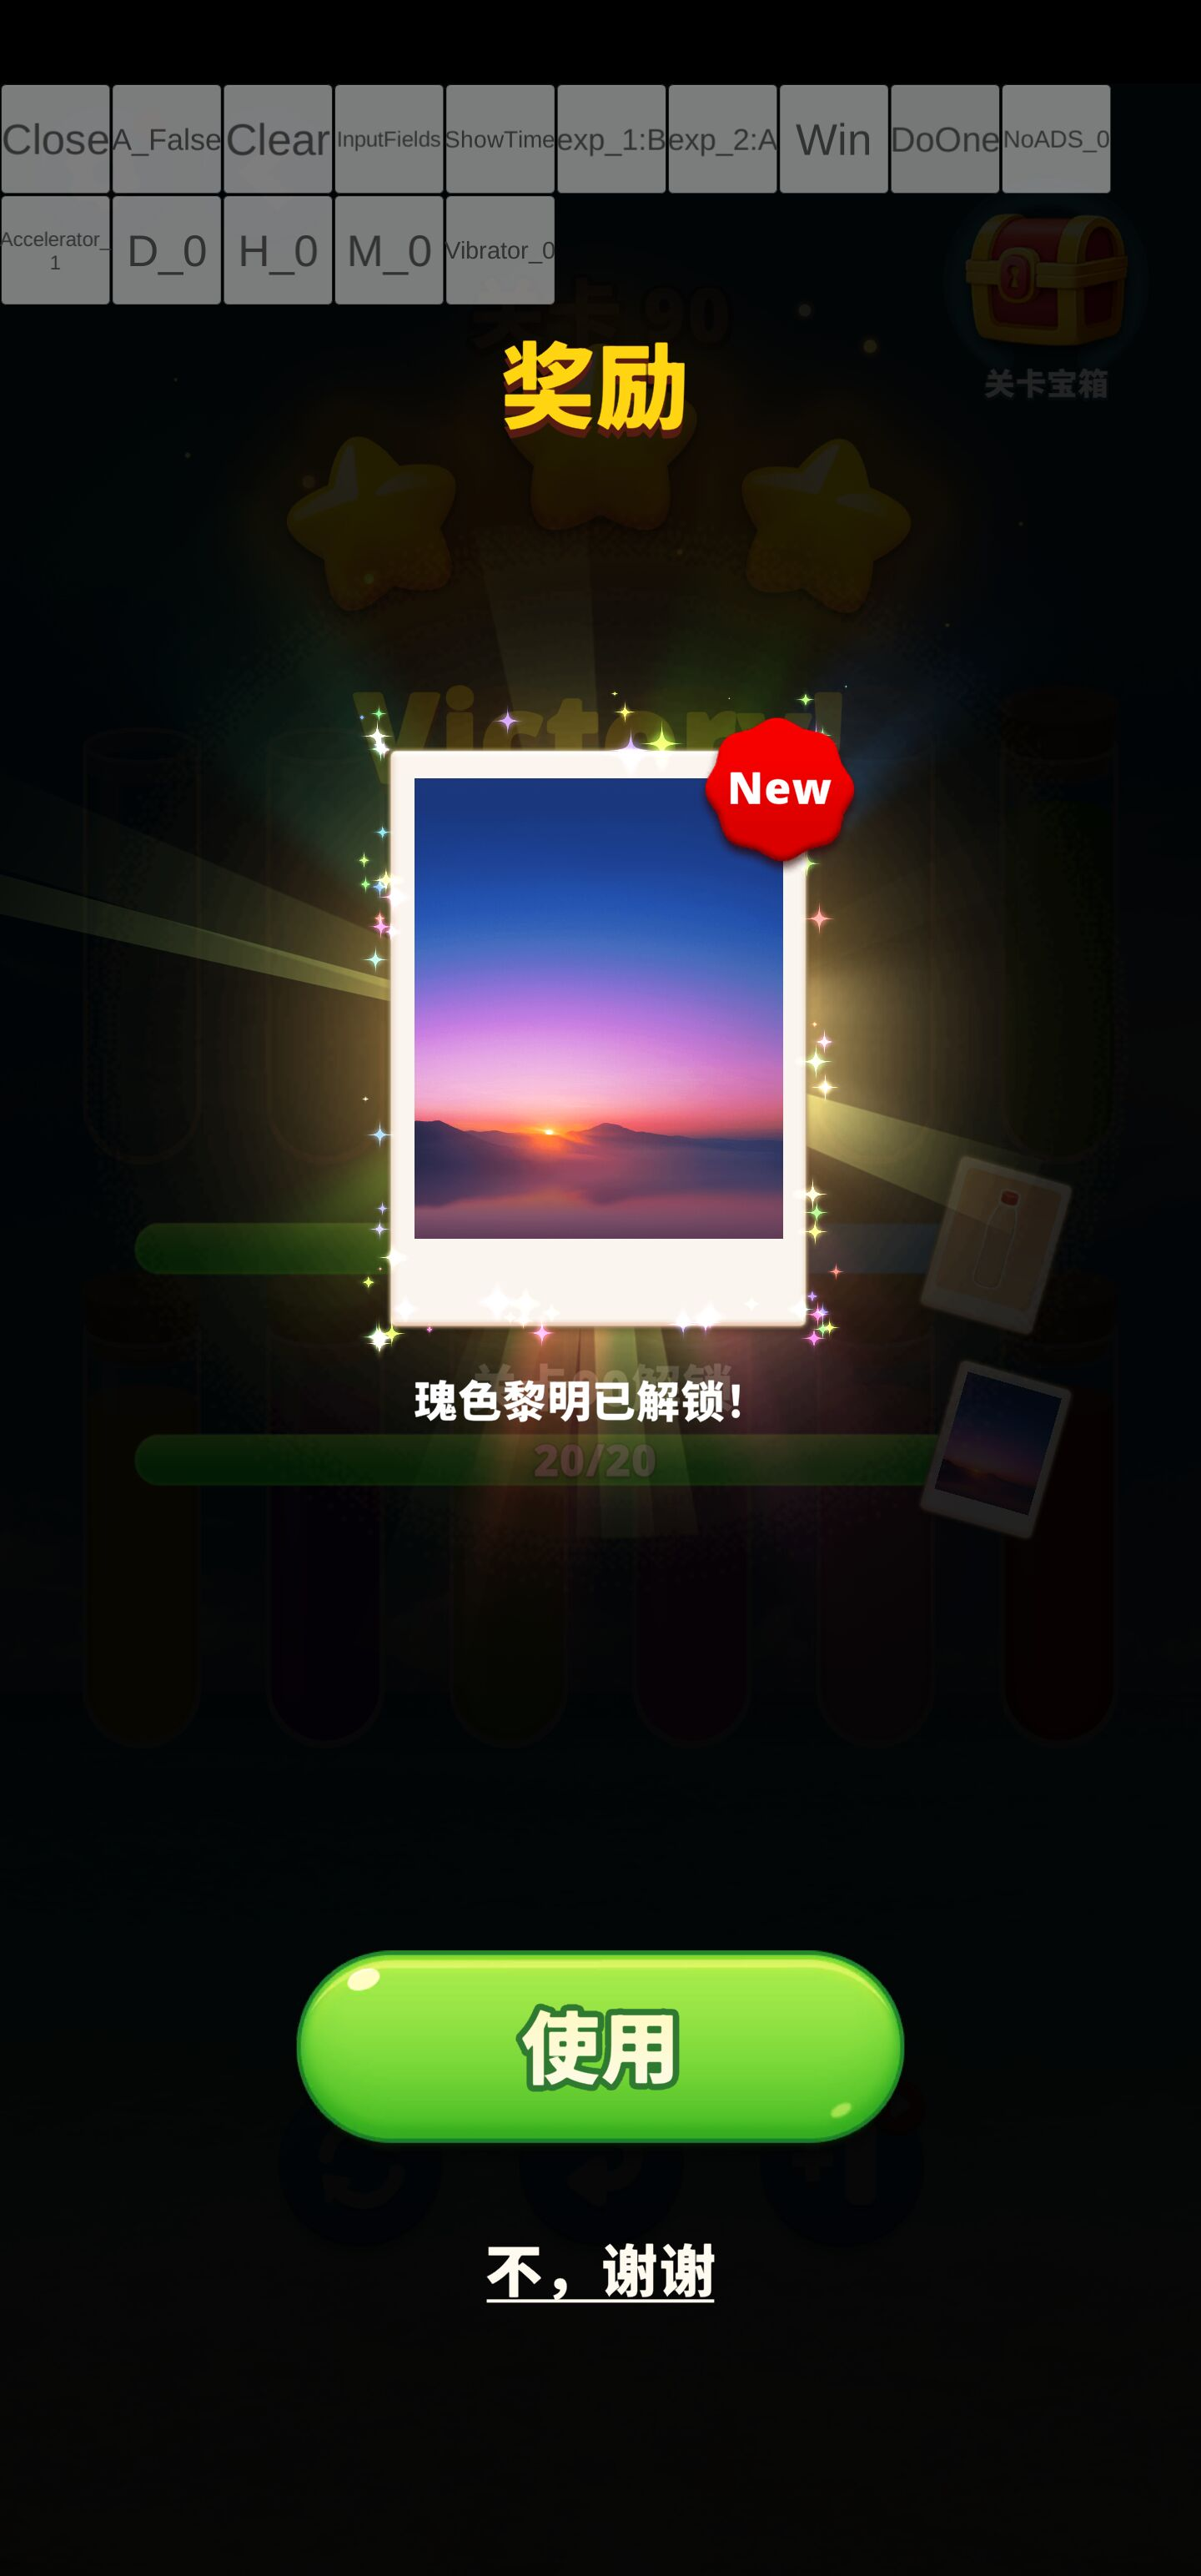 Close A_False Clear InputFields ShowTime exp_1:B exp_2:A Win DoOne NoADS_0
Accelerator_1 D_0 H_0 M_0 Vibrator_0
关卡 90
关卡宝箱
奖励
Victory!
New
瑰色黎明已解锁!
20/20
使用
不，谢谢